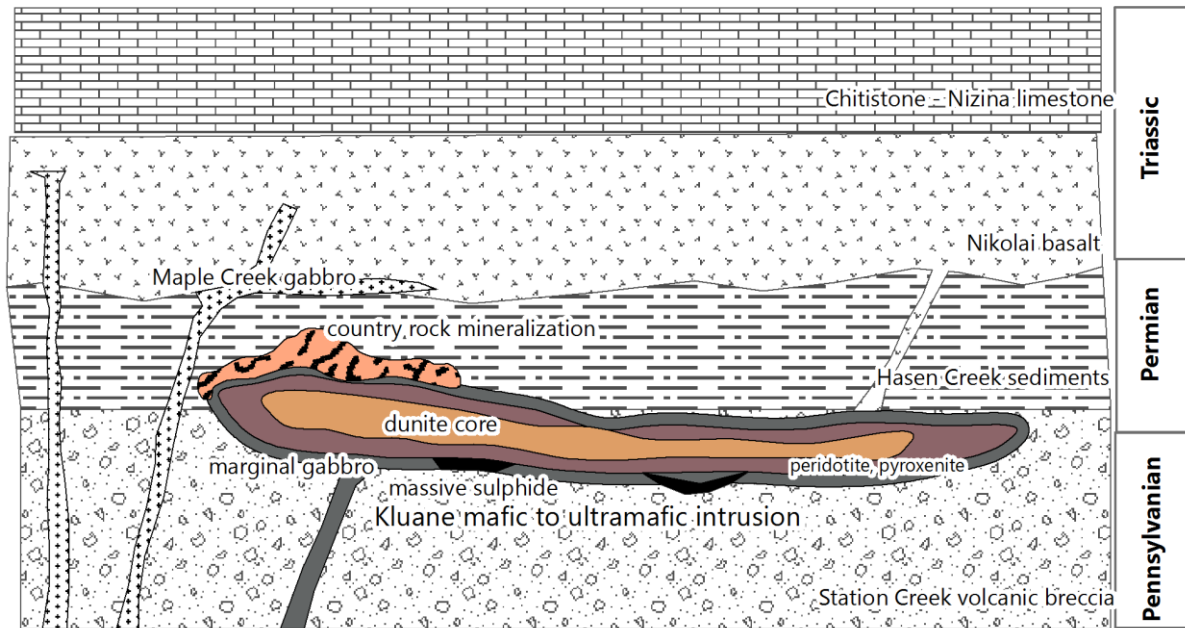 Chitistone - Nizina limestone
Triassic
Nikolai basalt
Maple Creek gabbro
country rock mineralization
Permian
Hasen Creek sediments
dunite core
marginal gabbro
peridotite, pyroxenite
massive sulphide
Kluane mafic to ultramafic intrusion
Pennsylvanian
Station Creek volcanic breccia